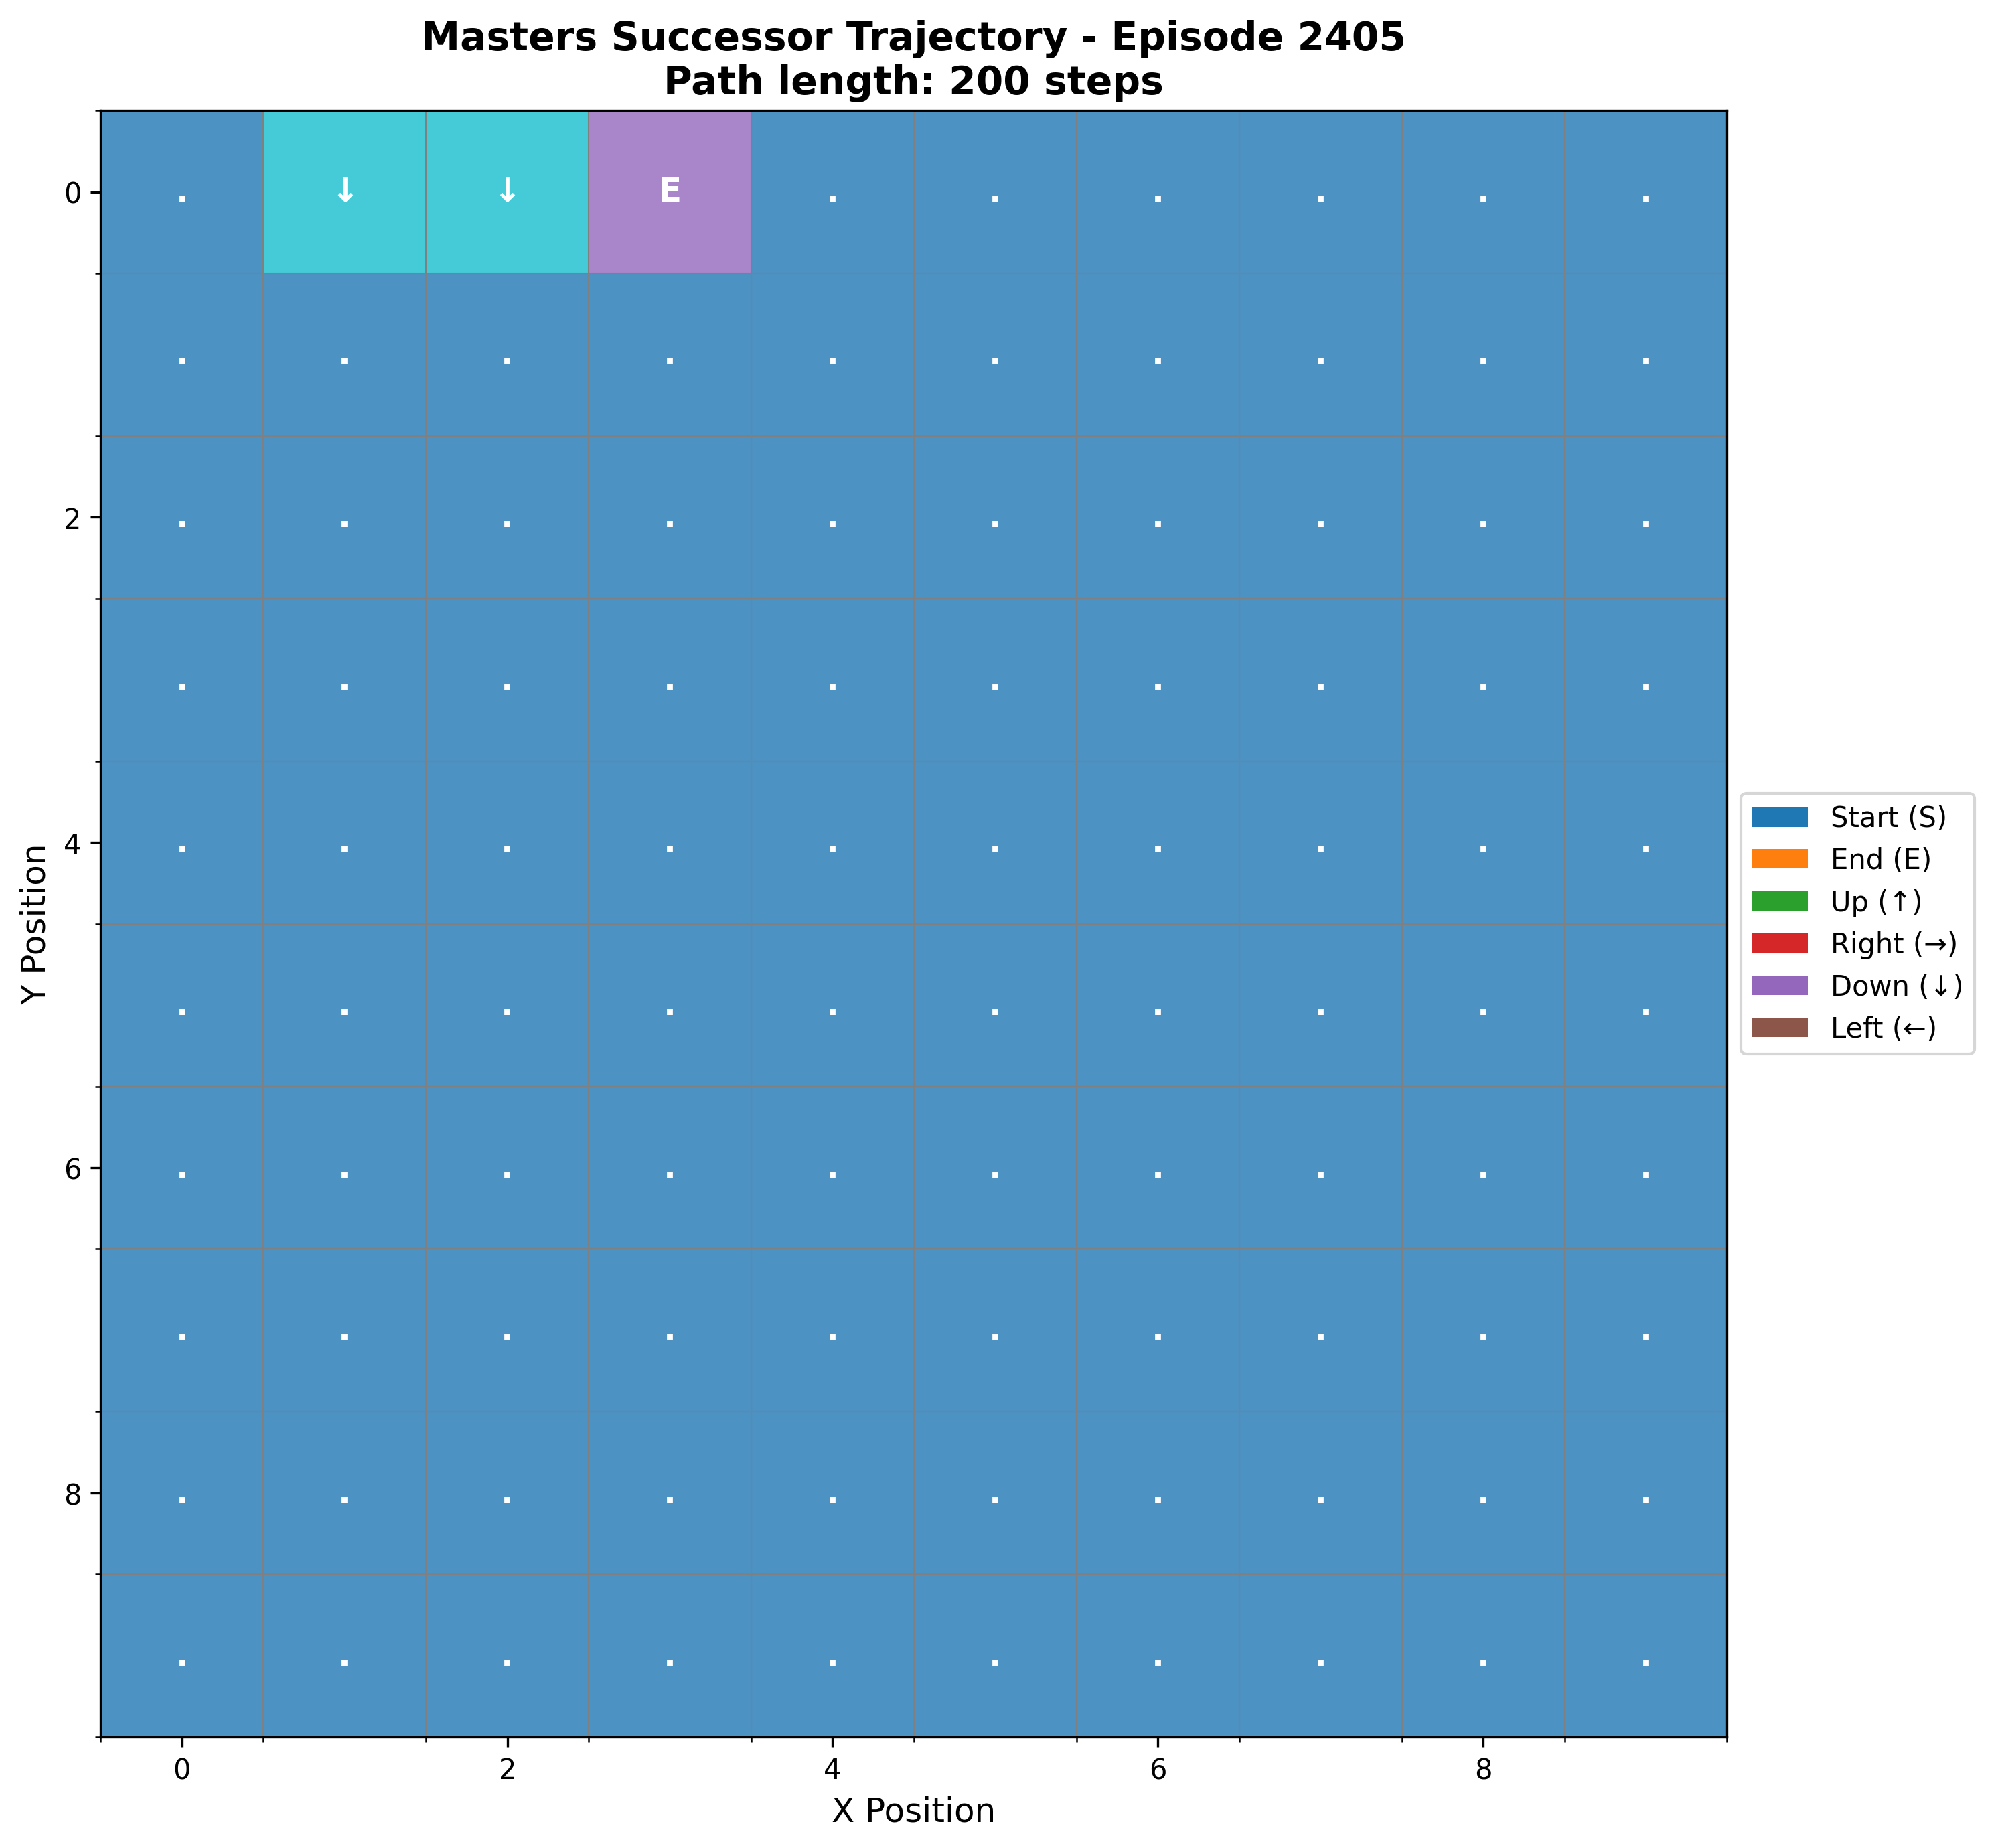 Masters Successor Trajectory - Episode 2405
Path length: 200 steps
↓ ↓ E
0
2
4
6
8
Y Position
0 2 4 6 8
X Position
Start (S)
End (E)
Up (↑)
Right (→)
Down (↓)
Left (←)